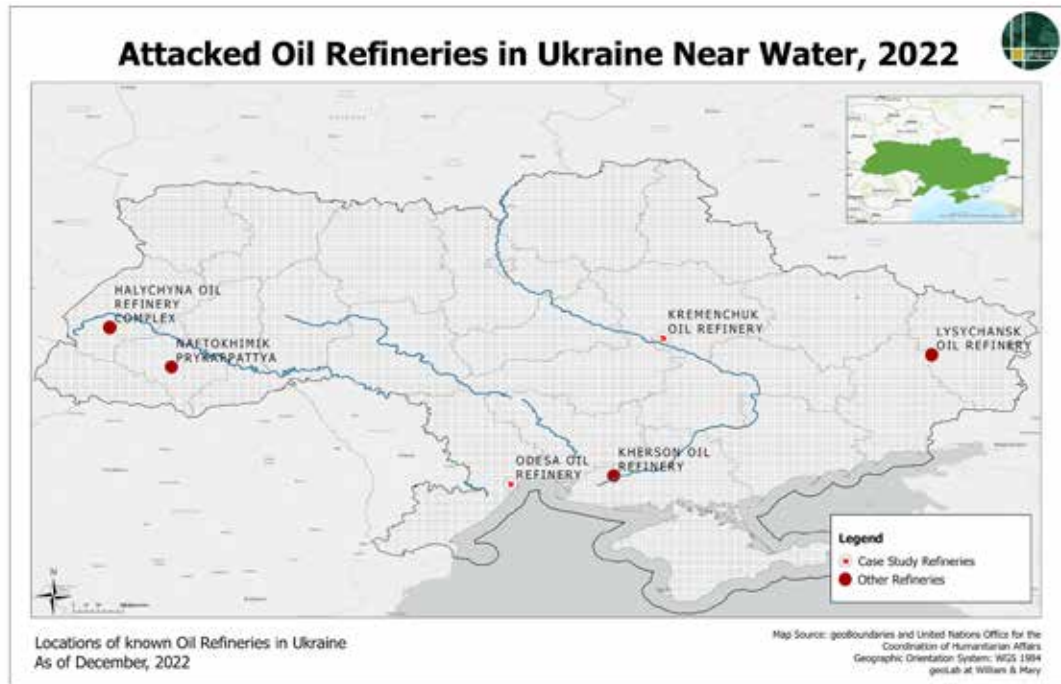 Attacked Oil Refineries in Ukraine Near Water, 2022
HALYCHYNA OIL
REFINERY
COMPLEX
NAFTOKHIMIK
PRYKARPATTYA
KREMENCHUK
OIL REFINERY
LYSYCHANSK
OIL REFINERY
ODESA OIL
REFINERY
KHERSON OIL
REFINERY
Legend
Case Study Refineries
Other Refineries
N
Locations of known Oil Refineries in Ukraine
As of December, 2022
Map Source: geoBoundaries and United Nations Office for the
Coordination of Humanitarian Affairs
Geographic Orientation System: WGS 1984
geoLab at William & Mary